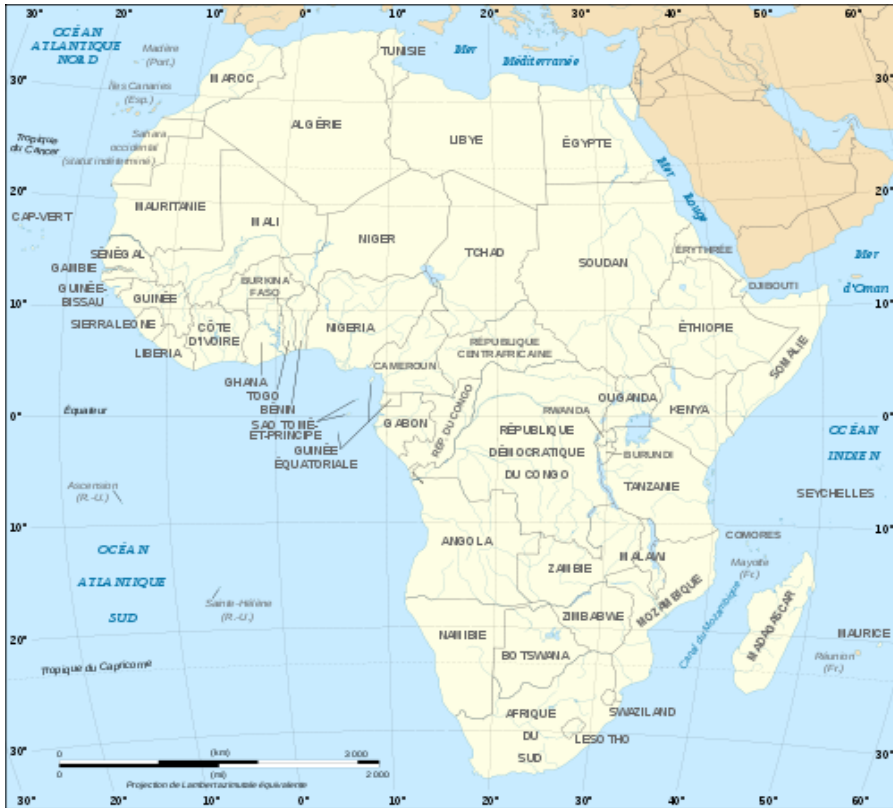 20°
10°
0°
10°
20°
30°
40°
50°
60°
OCÉAN
ATLANTIQUE
NORD
Madère
(Port.)
TUNISIE
Mer
Méditerranée
30°
MAROC
30°
Îles Canaries
(Esp.)
ALGÉRIE
LIBYE
ÉGYPTE
Tropique
du Cancer
Sahara
occidental
(statut indéterminé)
Mer
Rouge
20°
20°
CAP-VERT
MAURITANIE
MALI
NIGER
TCHAD
SOUDAN
ÉRYTHRÉE
Mer
d'Oman
SÉNÉGAL
GAMBIE
GUINÉE-
BISSAU
BURKINA
FASO
DJIBOUTI
10°
10°
GUINÉE
SIERRA LEONE
CÔTE
D'IVOIRE
NIGERIA
ÉTHIOPIE
LIBERIA
RÉPUBLIQUE
CENTRAFRICAINE
SOMALIE
CAMEROUN
GHANA
TOGO
BENIN
SAO TOMÉ-
ET-PRINCIPE
GUINÉE
ÉQUATORIALE
OUGANDA
KENYA
0°
Équateur
0°
GABON
RÉP. DU CONGO
RWANDA
RÉPUBLIQUE
DÉMOCRATIQUE
DU CONGO
BURUNDI
OCÉAN
INDIEN
TANZANIE
Ascension
(R.-U.)
SEYCHELLES
10°
10°
OCÉAN
ATLANTIQUE
SUD
ANGOLA
COMORES
Mayotte
(Fr.)
MALAWI
ZAMBIE
Sainte-Hélène
(R.-U.)
ZIMBABWE
MOZAMBIQUE
Canal du Mozambique
MADAGASCAR
20°
NAMIBIE
MAURICE
20°
BOTSWANA
Réunion
(Fr.)
Tropique du Capricorne
AFRIQUE
DU
SUD
SWAZILAND
LESOTHO
30°
30°
0
(km)
2 000
0
(mi)
2 000
Projection de Lambert azimutale équivalente
20°
10°
0°
10°
20°
30°
40°
50°
60°